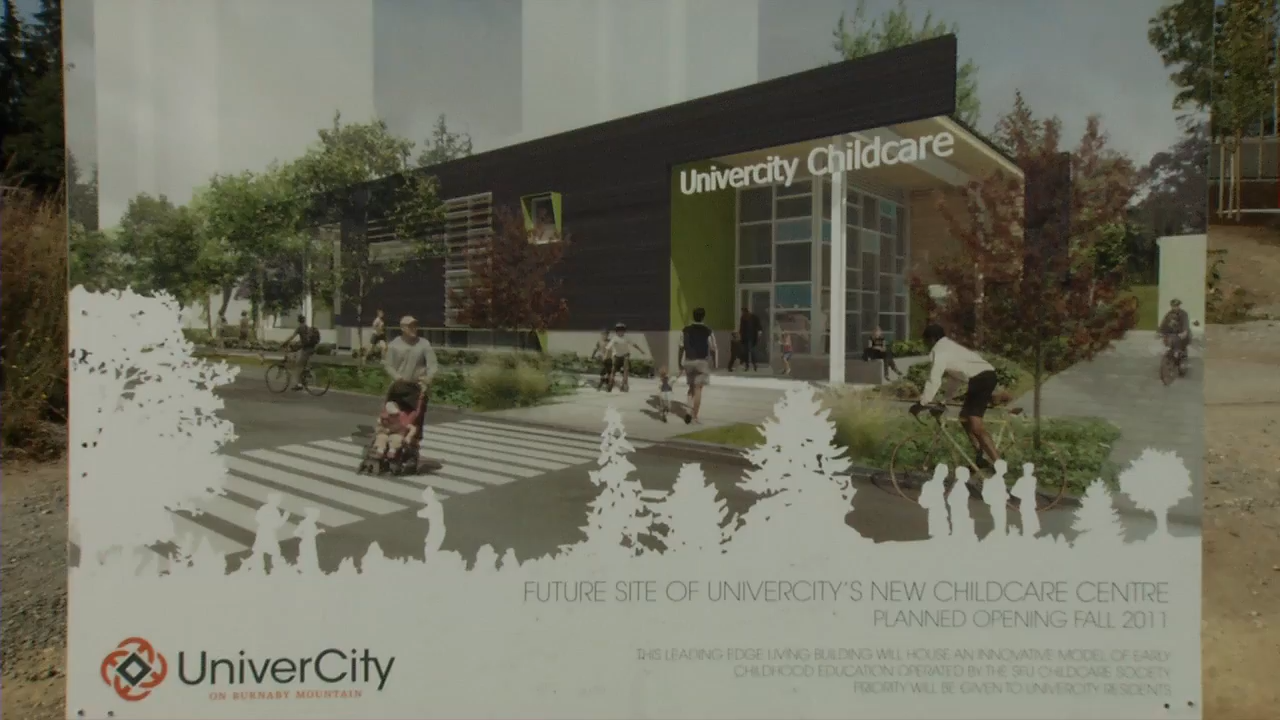 Univercity Childcare
FUTURE SITE OF UNIVERCITY'S NEW CHILDCARE CENTRE
PLANNED OPENING FALL 2011
THIS LEADING EDGE LIVING BUILDING WILL HOUSE AN INNOVATIVE MODEL OF EARLY
CHILDHOOD EDUCATION OPERATED BY THE SFU CHILDCARE SOCIETY
PRIORITY WILL BE GIVEN TO UNIVERCITY RESIDENTS
UniverCity
ON BURNABY MOUNTAIN